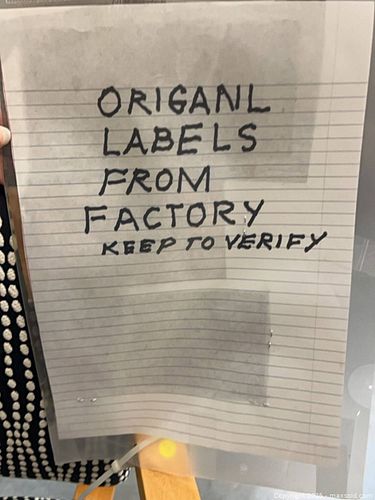 ORIGANL
LABELS
FROM
FACTORY
KEEP TO VERIFY